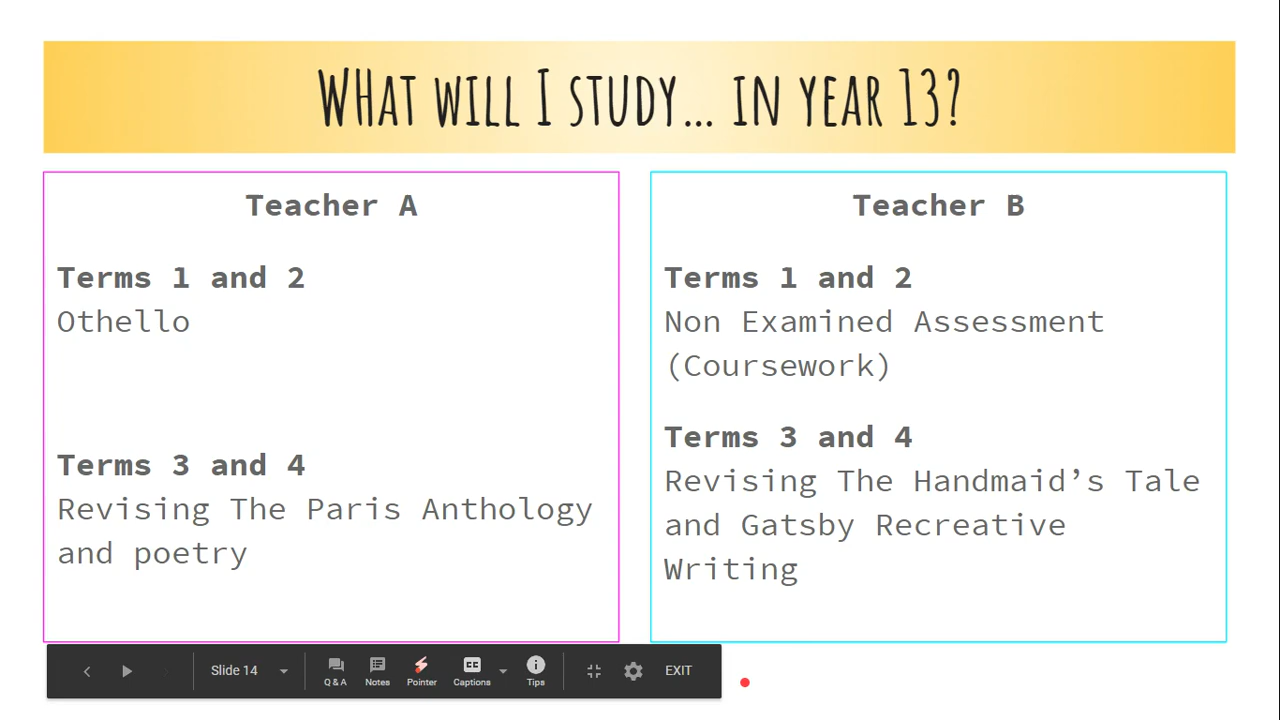 WHAT WILL I STUDY... IN YEAR 13?
Teacher A
Terms 1 and 2
Othello
Terms 3 and 4
Revising The Paris Anthology
and poetry
Teacher B
Terms 1 and 2
Non Examined Assessment
(Coursework)
Terms 3 and 4
Revising The Handmaid’s Tale
and Gatsby Recreative
Writing
Slide 14
Q & A
Notes
Pointer
CC
Captions
Tips
EXIT